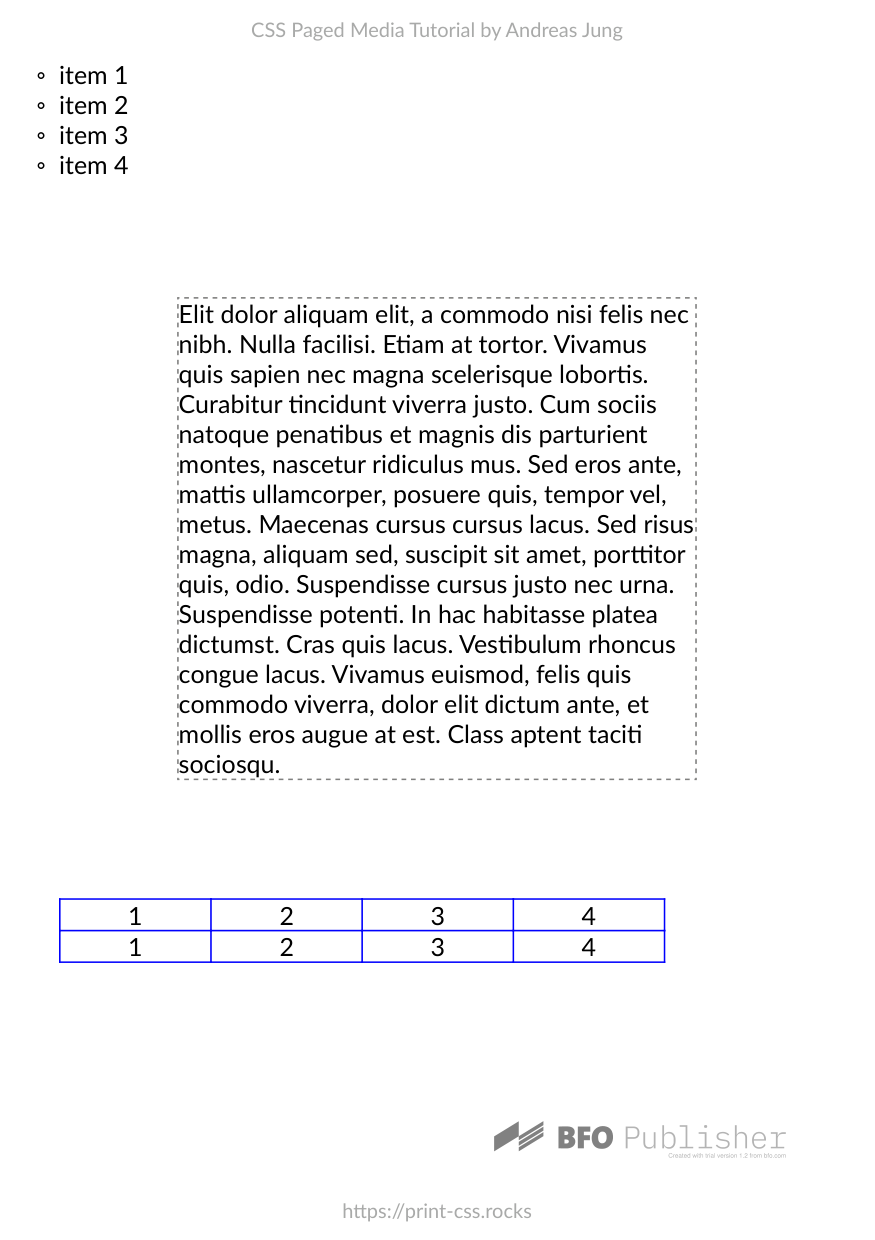 CSS Paged Media Tutorial by Andreas Jung
◦ item 1
◦ item 2
◦ item 3
◦ item 4
Elit dolor aliquam elit, a commodo nisi felis nec
nibh. Nulla facilisi. Etiam at tortor. Vivamus
quis sapien nec magna scelerisque lobortis.
Curabitur tincidunt viverra justo. Cum sociis
natoque penatibus et magnis dis parturient
montes, nascetur ridiculus mus. Sed eros ante,
mattis ullamcorper, posuere quis, tempor vel,
metus. Maecenas cursus cursus lacus. Sed risus
magna, aliquam sed, suscipit sit amet, porttitor
quis, odio. Suspendisse cursus justo nec urna.
Suspendisse potenti. In hac habitasse platea
dictumst. Cras quis lacus. Vestibulum rhoncus
congue lacus. Vivamus euismod, felis quis
commodo viverra, dolor elit dictum ante, et
mollis eros augue at est. Class aptent taciti
sociosqu.
1 2 3 4
1 2 3 4
BFO Publisher
Created with trial version 1.2 from bfo.com
https://print-css.rocks